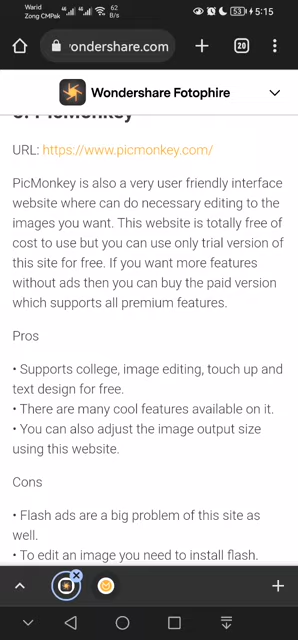 Warid
Zong CMPak
4G
4G
62
B/s
53
5:15
wondershare.com
20
Wondershare Fotophire
PicMonkey
URL: https://www.picmonkey.com/
PicMonkey is also a very user friendly interface
website where can do necessary editing to the
images you want. This website is totally free of
cost to use but you can use only trial version of
this site for free. If you want more features
without ads then you can buy the paid version
which supports all premium features.
Pros
• Supports college, image editing, touch up and
text design for free.
• There are many cool features available on it.
• You can also adjust the image output size
using this website.
Cons
• Flash ads are a big problem of this site as
well.
• To edit an image you need to install flash.